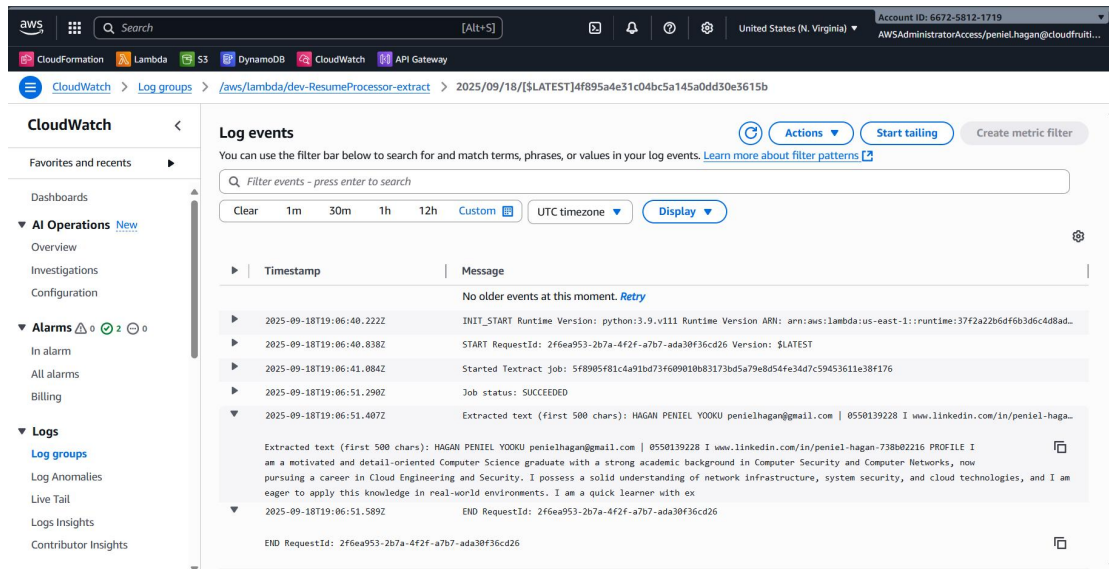 aws Search [Alt+S] United States (N. Virginia) Account ID: 6672-5812-1719
AWSAdministratorAccess/peniel.hagan@cloudfruiti...
CloudFormation Lambda S3 DynamoDB CloudWatch API Gateway
CloudWatch > Log groups > /aws/lambda/dev-ResumeProcessor-extract > 2025/09/18/[$LATEST]4f895a4e31c04bc5a145a0dd30e3615b
CloudWatch
Favorites and recents
Dashboards
AI Operations New
Overview
Investigations
Configuration
Alarms 0 2 0
In alarm
All alarms
Billing
Logs
Log groups
Log Anomalies
Live Tail
Logs Insights
Contributor Insights
Log events
Actions Start tailing Create metric filter
You can use the filter bar below to search for and match terms, phrases, or values in your log events. Learn more about filter patterns
Filter events - press enter to search
Clear 1m 30m 1h 12h Custom UTC timezone Display
Timestamp Message
No older events at this moment. Retry
2025-09-18T19:06:40.222Z INIT_START Runtime Version: python:3.9.v111 Runtime Version ARN: arn:aws:lambda:us-east-1::runtime:37f2a22b6df6b3d6c4d8ad…
2025-09-18T19:06:40.838Z START RequestId: 2f6ea953-2b7a-4f2f-a7b7-ada30f36cd26 Version: $LATEST
2025-09-18T19:06:41.084Z Started Textract job: 5f8905f81c4a91bd73f609010b83173bd5a79e8d54fe34d7c59453611e38f176
2025-09-18T19:06:51.290Z Job status: SUCCEEDED
2025-09-18T19:06:51.407Z Extracted text (first 500 chars): HAGAN PENIEL YOOKU penielhagan@gmail.com | 0550139228 I www.linkedin.com/in/peniel-haga…
Extracted text (first 500 chars): HAGAN PENIEL YOOKU penielhagan@gmail.com | 0550139228 I www.linkedin.com/in/peniel-hagan-738b02216 PROFILE I
am a motivated and detail-oriented Computer Science graduate with a strong academic background in Computer Security and Computer Networks, now
pursuing a career in Cloud Engineering and Security. I possess a solid understanding of network infrastructure, system security, and cloud technologies, and I am
eager to apply this knowledge in real-world environments. I am a quick learner with ex
2025-09-18T19:06:51.589Z END RequestId: 2f6ea953-2b7a-4f2f-a7b7-ada30f36cd26
END RequestId: 2f6ea953-2b7a-4f2f-a7b7-ada30f36cd26